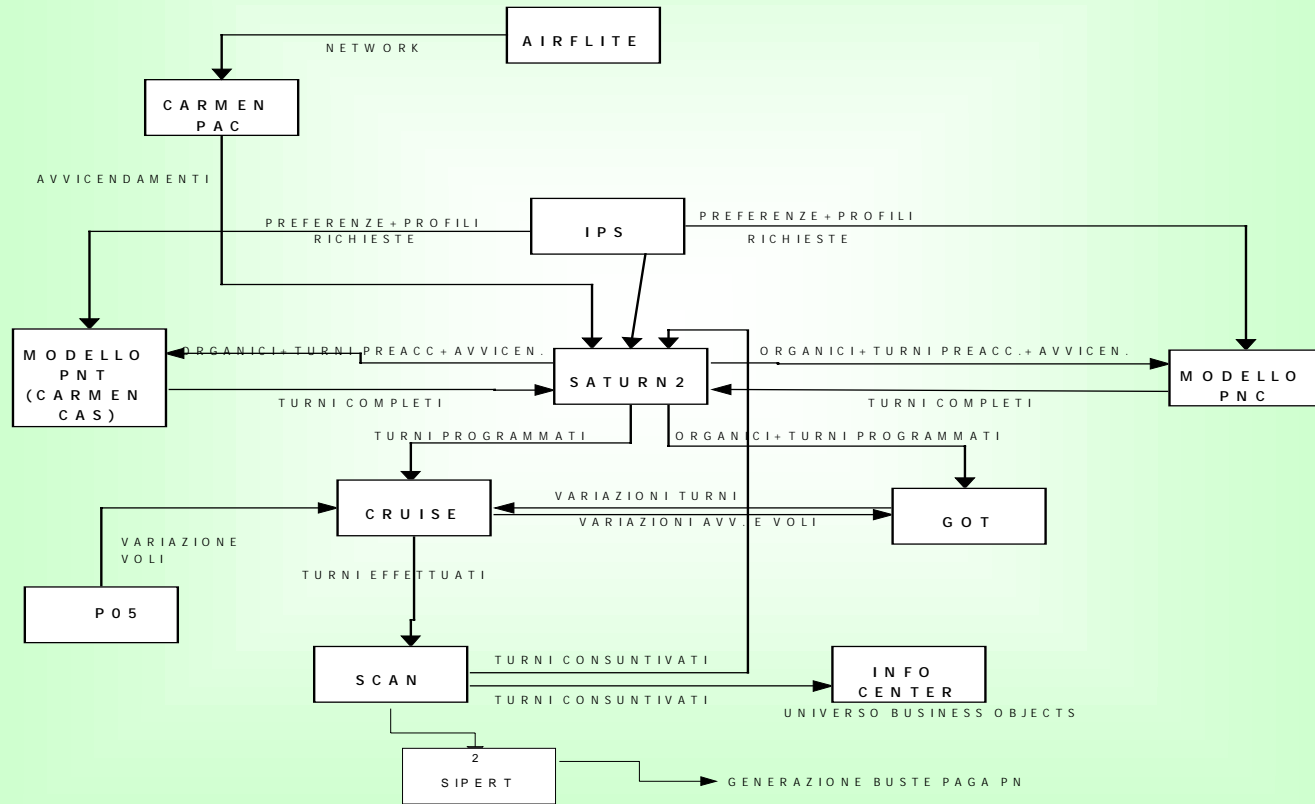 AIRFLITE
NETWORK
CARMEN
PAC
AVVICENDAMENTI
PREFERENZE+PROFILI
RICHIESTE
IPS
PREFERENZE+PROFILI
RICHIESTE
MODELLO
PNT
(CARMEN
CAS)
ORGANICI+TURNI PREACC+AVVICEN.
TURNI COMPLETI
SATURN2
ORGANICI+TURNI PREACC.+AVVICEN.
TURNI COMPLETI
MODELLO
PNC
TURNI PROGRAMMATI
ORGANICI+TURNI PROGRAMMATI
CRUISE
VARIAZIONI TURNI
VARIAZIONI AVV.E VOLI
GOT
VARIAZIONE
VOLI
P05
TURNI EFFETTUATI
SCAN
TURNI CONSUNTIVATI
TURNI CONSUNTIVATI
INFO
CENTER
UNIVERSO BUSINESS OBJECTS
2
SIPERT
GENERAZIONE BUSTE PAGA PN